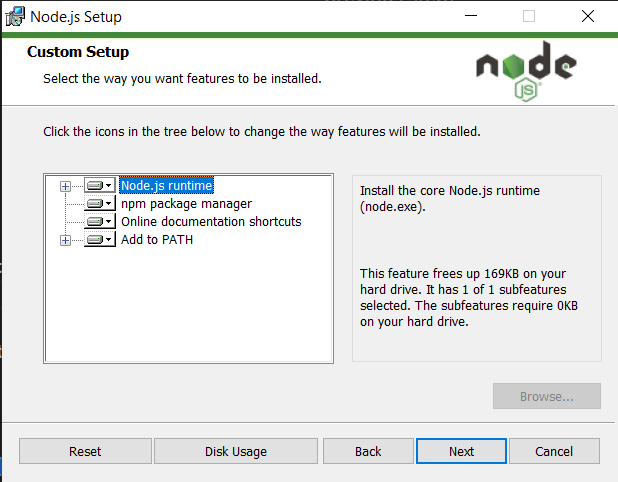 Node.js Setup
Custom Setup
Select the way you want features to be installed.
node
JS
Click the icons in the tree below to change the way features will be installed.
Node.js runtime
npm package manager
Online documentation shortcuts
Add to PATH
Install the core Node.js runtime
(node.exe).
This feature frees up 169KB on your
hard drive. It has 1 of 1 subfeatures
selected. The subfeatures require 0KB
on your hard drive.
Browse...
Reset
Disk Usage
Back
Next
Cancel